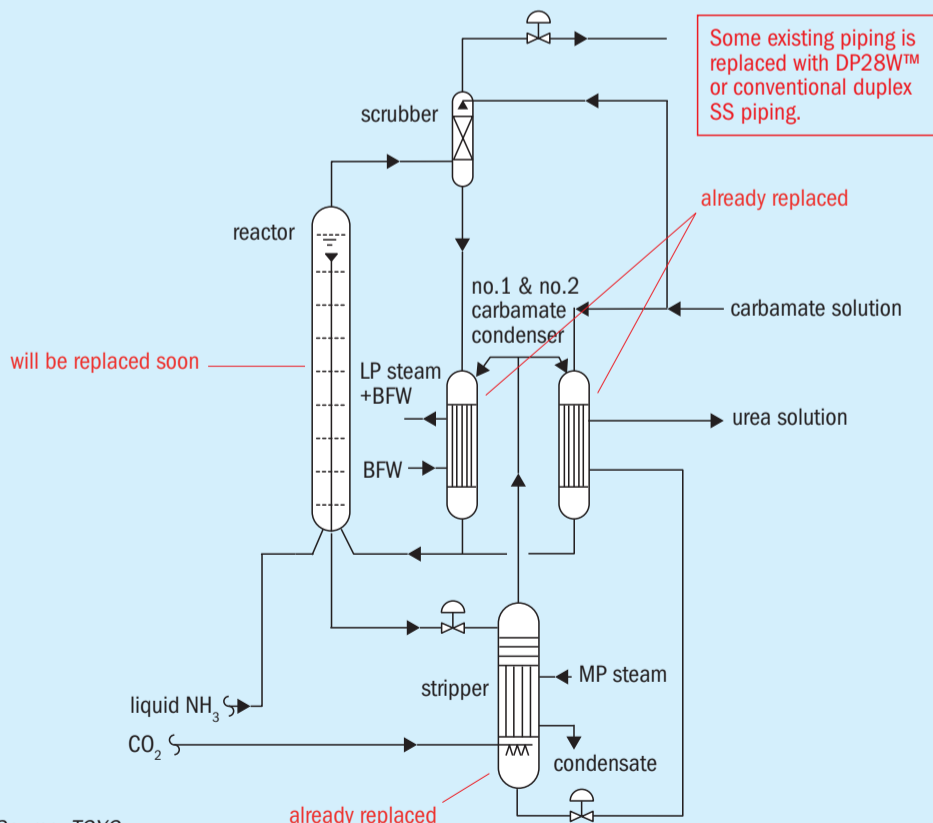 Some existing piping is
replaced with DP28W™
or conventional duplex
SS piping.
scrubber
already replaced
reactor
no.1 & no.2
carbamate
condenser
carbamate solution
will be replaced soon
LP steam
+BFW
urea solution
BFW
MP steam
stripper
liquid NH₃
CO₂
condensate
already replaced
TOYO